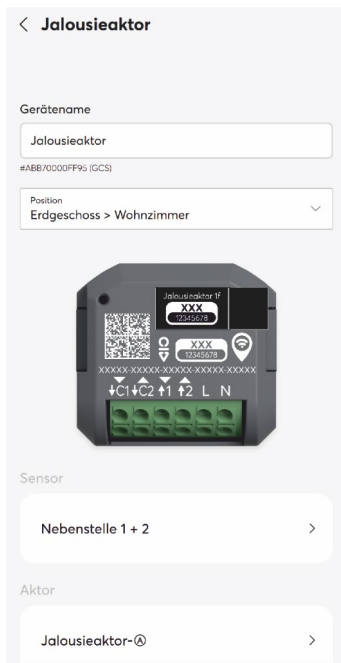 Jalousieaktor
Gerätename
Jalousieaktor
#ABB70000FF95 (GCS)
Position
Erdgeschoss > Wohnzimmer
Jalousieaktor 1f
XXX
12345678
XXX
12345678
XXXXX-XXXXX-XXXXX-XXXXX-XXXXX
C1 C2 1 2 L N
Sensor
Nebenstelle 1 + 2
Aktor
Jalousieaktor-Ⓐ